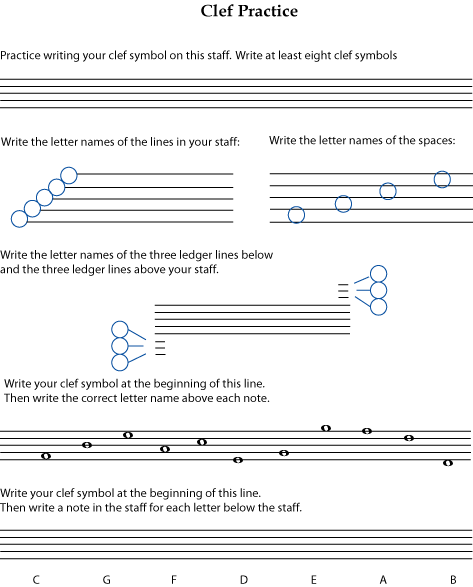 Clef Practice
Practice writing your clef symbol on this staff. Write at least eight clef symbols
Write the letter names of the lines in your staff:
Write the letter names of the spaces:
Write the letter names of the three ledger lines below
and the three ledger lines above your staff.
Write your clef symbol at the beginning of this line.
Then write the correct letter name above each note.
Write your clef symbol at the beginning of this line.
Then write a note in the staff for each letter below the staff.
C G F D E A B